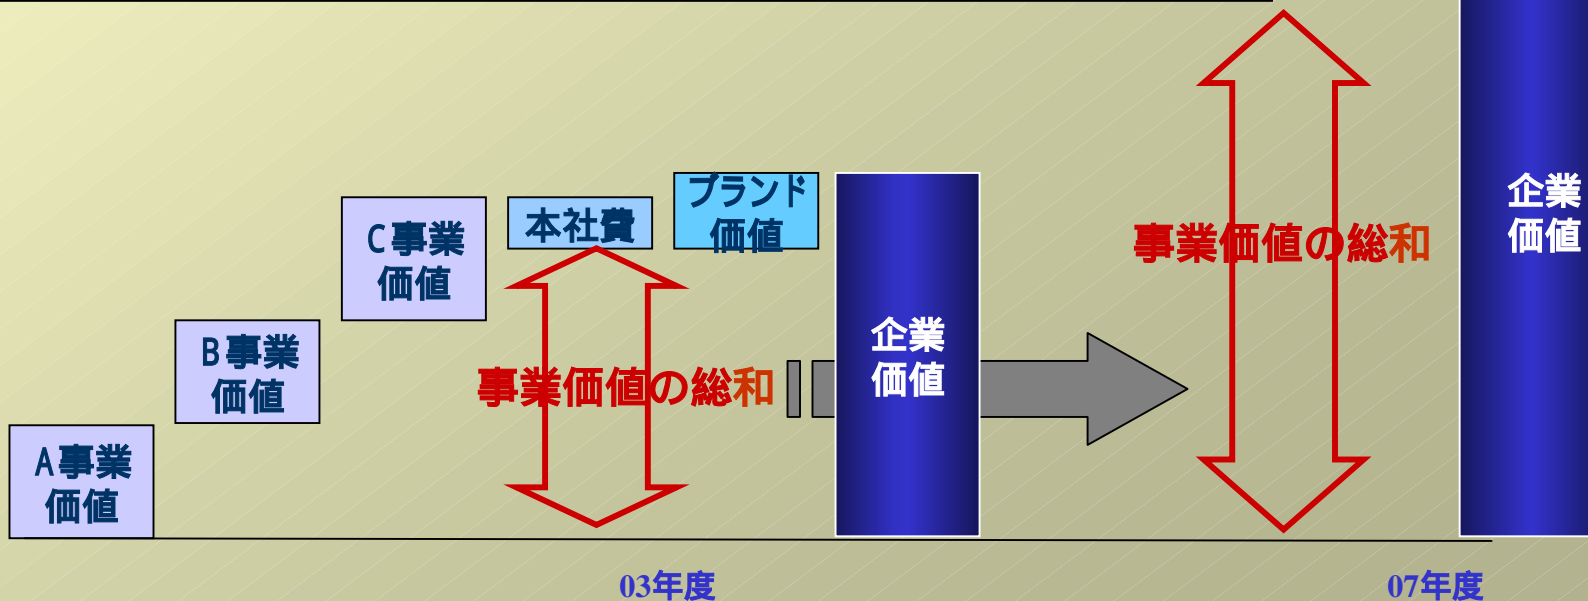 A事業
価値
B事業
価値
C事業
価値
本社費
ブランド
価値
事業価値の総和
企業
価値
事業価値の総和
企業
価値
03年度
07年度